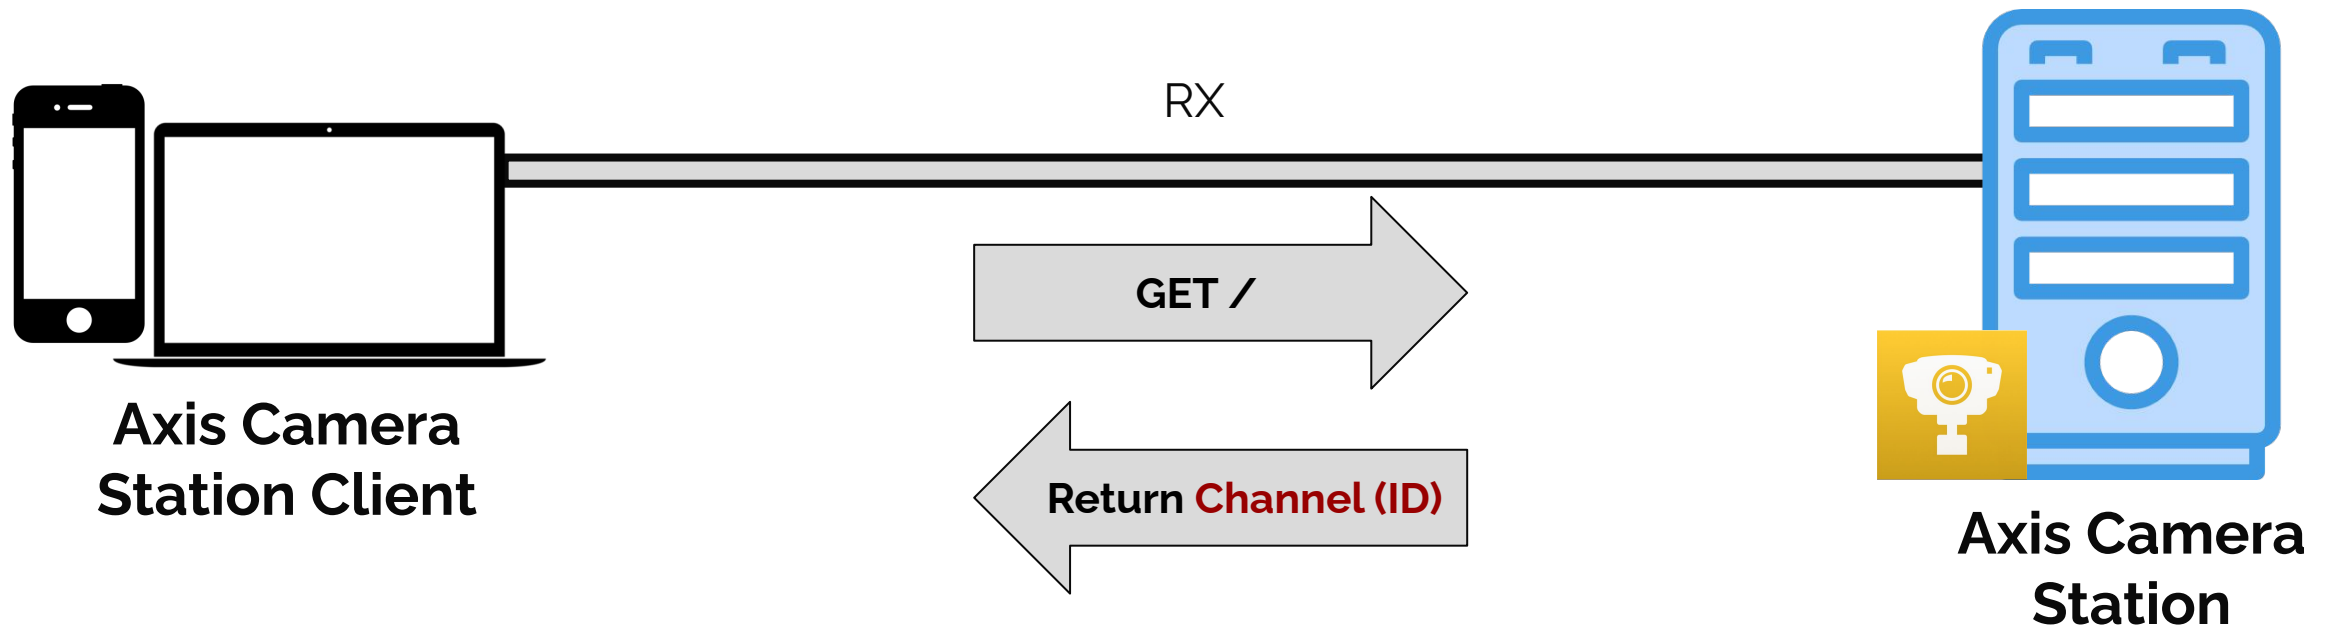 RX
GET /
Return Channel (ID)
Axis Camera
Station Client
Axis Camera
Station